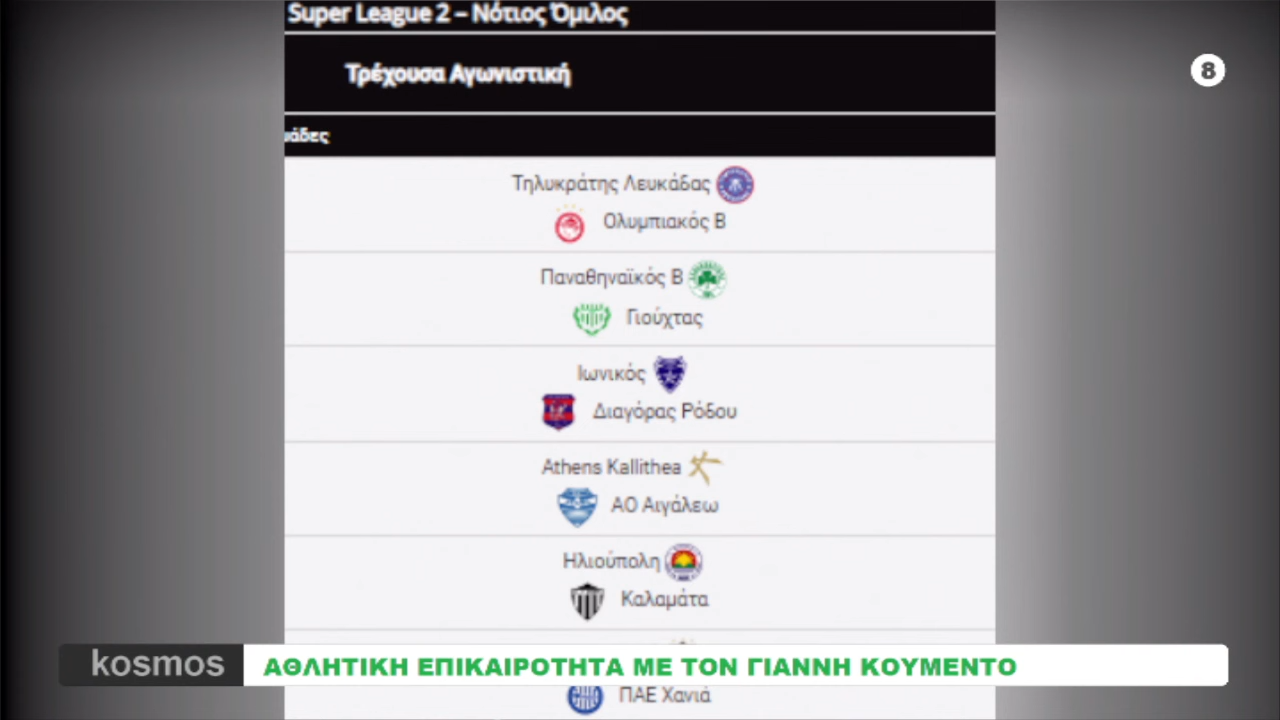 Super League 2 – Νότιος Όμιλος
Τρέχουσα Αγωνιστική
8
μάδες
Τηλυκράτης Λευκάδας
Ολυμπιακός Β
Παναθηναϊκός Β
Γιούχτας
Ιωνικός
Διαγόρας Ρόδου
Athens Kallithea
ΑΟ Αιγάλεω
Ηλιούπολη
Καλαμάτα
kosmos ΑΘΛΗΤΙΚΗ ΕΠΙΚΑΙΡΟΤΗΤΑ ΜΕ ΤΟΝ ΓΙΑΝΝΗ ΚΟΥΜΕΝΤΟ
ΠΑΕ Χανιά